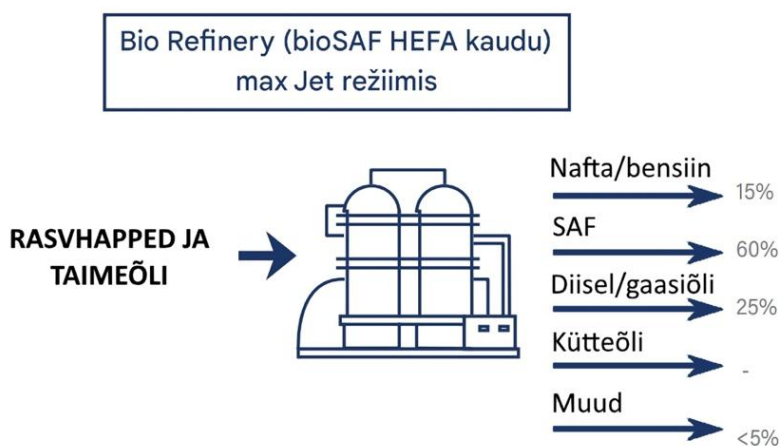 Bio Refinery (bioSAF HEFA kaudu)
max Jet režiimis
RASVHAPPED JA
TAIMEÕLI
Nafta/bensiin
15%
SAF
60%
Diisel/gaasiõli
25%
Kütteõli
-
Muud
<5%